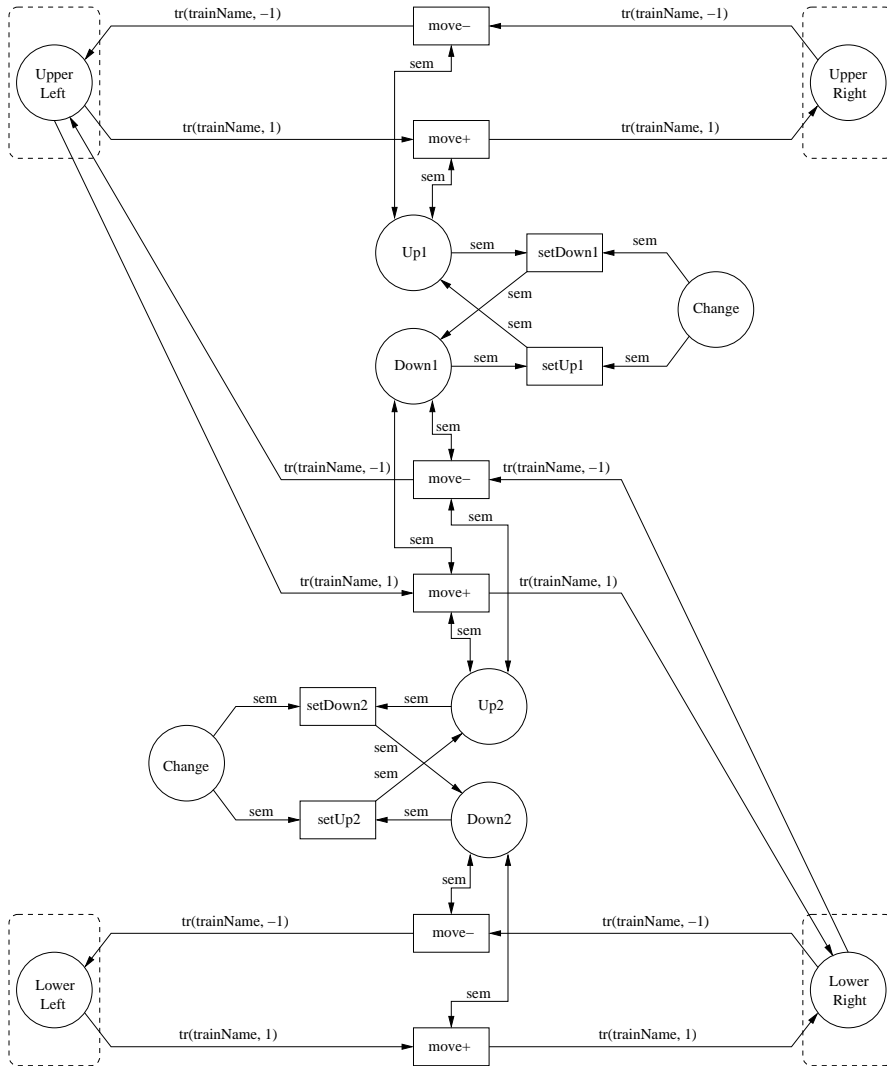 tr(trainName, –1)
move–
tr(trainName, –1)
sem
Upper
Left
Upper
Right
tr(trainName, 1)
move+
tr(trainName, 1)
sem
Up1
sem
setDown1
sem
sem
Change
sem
Down1
sem
setUp1
sem
sem
tr(trainName, –1)
move–
tr(trainName, –1)
sem
sem
tr(trainName, 1)
move+
tr(trainName, 1)
sem
sem
setDown2
sem
Up2
sem
Change
sem
sem
setUp2
sem
Down2
sem
tr(trainName, –1)
move–
tr(trainName, –1)
Lower
Left
Lower
Right
sem
tr(trainName, 1)
move+
tr(trainName, 1)